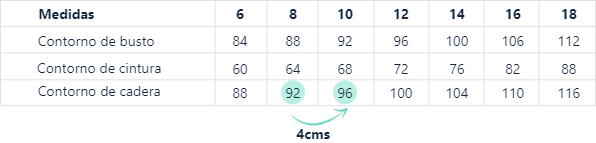 Medidas 6 8 10 12 14 16 18
Contorno de busto 84 88 92 96 100 106 112
Contorno de cintura 60 64 68 72 76 82 88
Contorno de cadera 88 92 96 100 104 110 116
4cms